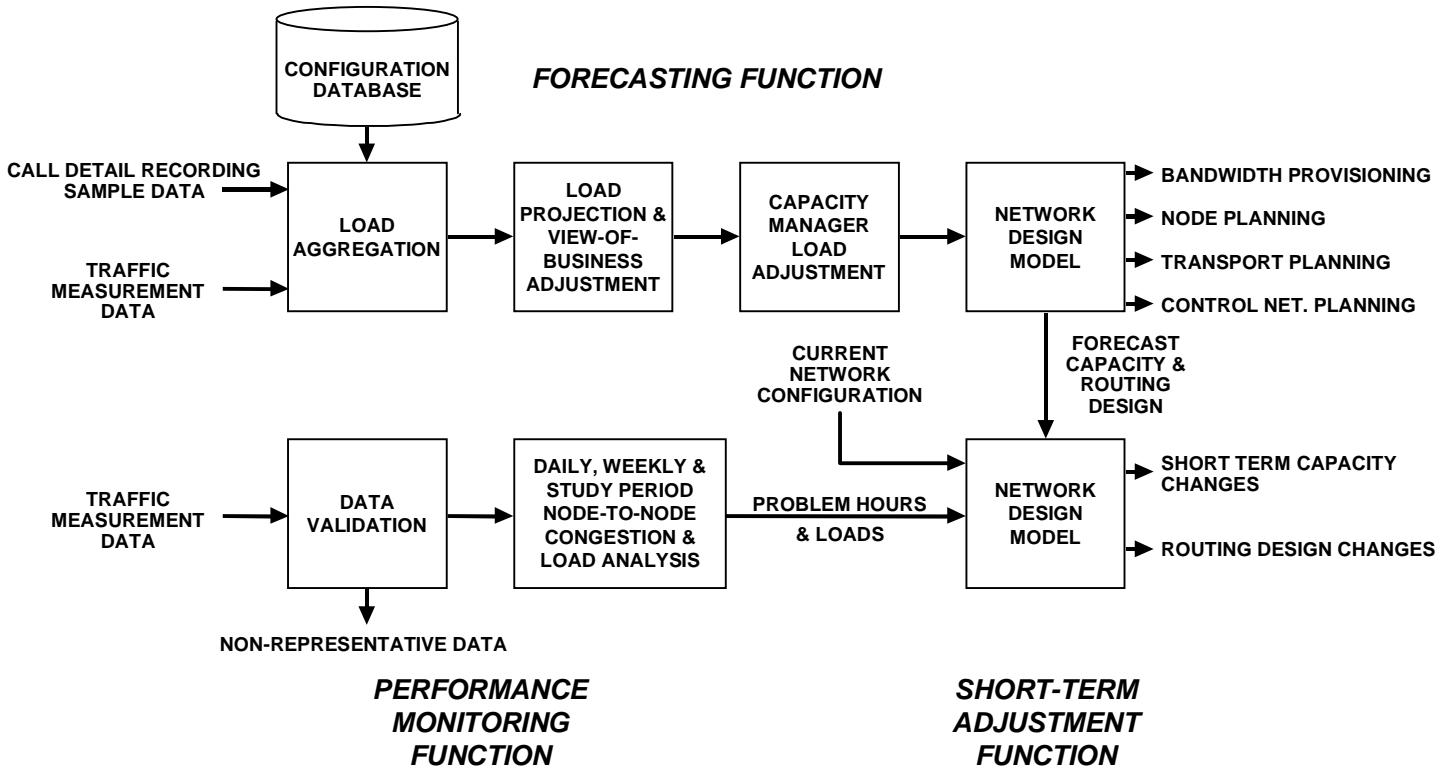 CONFIGURATION
DATABASE
FORECASTING FUNCTION
CALL DETAIL RECORDING
SAMPLE DATA
TRAFFIC
MEASUREMENT
DATA
LOAD
AGGREGATION
LOAD
PROJECTION &
VIEW-OF-
BUSINESS
ADJUSTMENT
CAPACITY
MANAGER
LOAD
ADJUSTMENT
NETWORK
DESIGN
MODEL
BANDWIDTH PROVISIONING
NODE PLANNING
TRANSPORT PLANNING
CONTROL NET. PLANNING
FORECAST
CAPACITY &
ROUTING
DESIGN
CURRENT
NETWORK
CONFIGURATION
TRAFFIC
MEASUREMENT
DATA
DATA
VALIDATION
DAILY, WEEKLY &
STUDY PERIOD
NODE-TO-NODE
CONGESTION &
LOAD ANALYSIS
PROBLEM HOURS
& LOADS
NETWORK
DESIGN
MODEL
SHORT TERM CAPACITY
CHANGES
ROUTING DESIGN CHANGES
NON-REPRESENTATIVE DATA
PERFORMANCE
MONITORING
FUNCTION
SHORT-TERM
ADJUSTMENT
FUNCTION